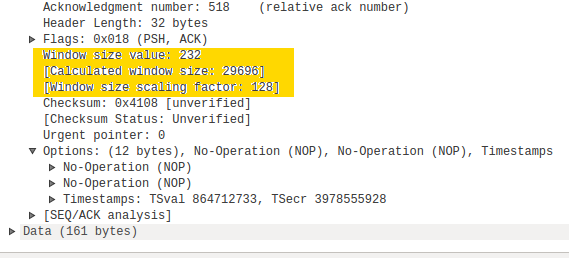 Acknowledgment number: 518    (relative ack number)
Header Length: 32 bytes
Flags: 0x018 (PSH, ACK)
Window size value: 232
[Calculated window size: 29696]
[Window size scaling factor: 128]
Checksum: 0x4108 [unverified]
[Checksum Status: Unverified]
Urgent pointer: 0
Options: (12 bytes), No-Operation (NOP), No-Operation (NOP), Timestamps
No-Operation (NOP)
No-Operation (NOP)
Timestamps: TSval 864712733, TSecr 3978555928
[SEQ/ACK analysis]
Data (161 bytes)